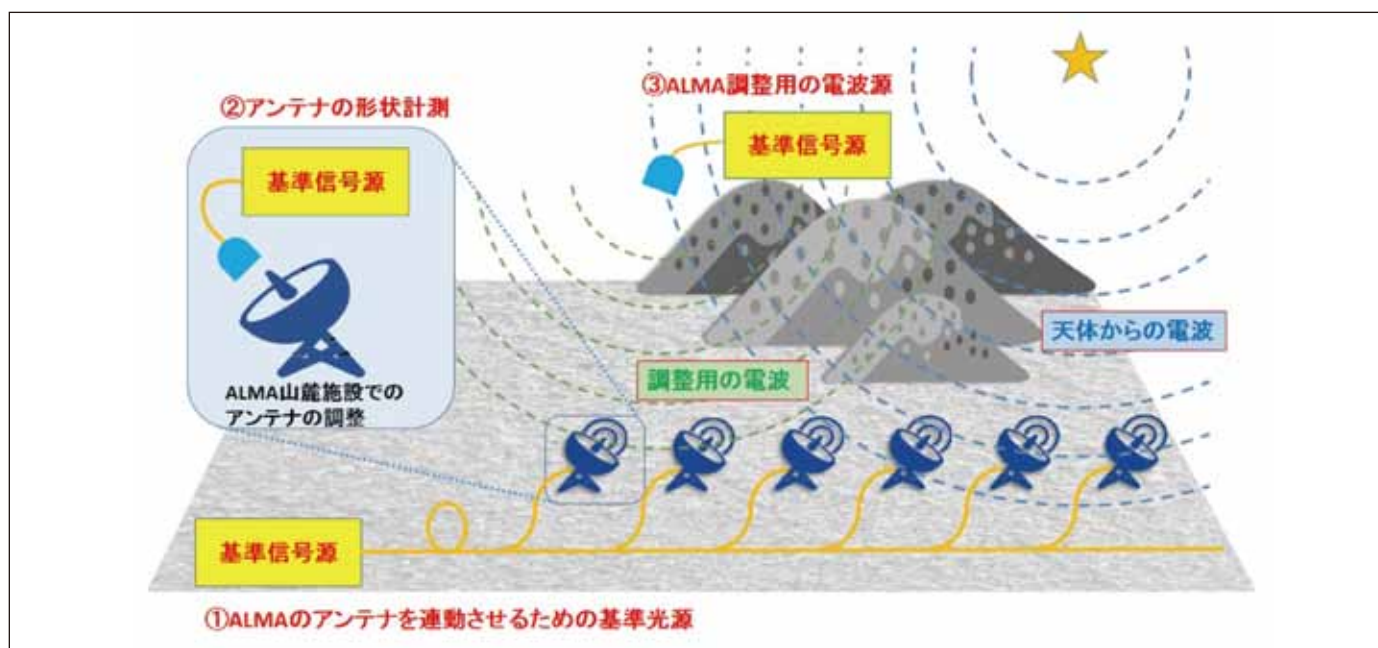 ③ALMA調整用の電波源
基準信号源
②アンテナの形状計測
基準信号源
ALMA山麓施設での
アンテナの調整
天体からの電波
調整用の電波
基準信号源
①ALMAのアンテナを連動させるための基準光源